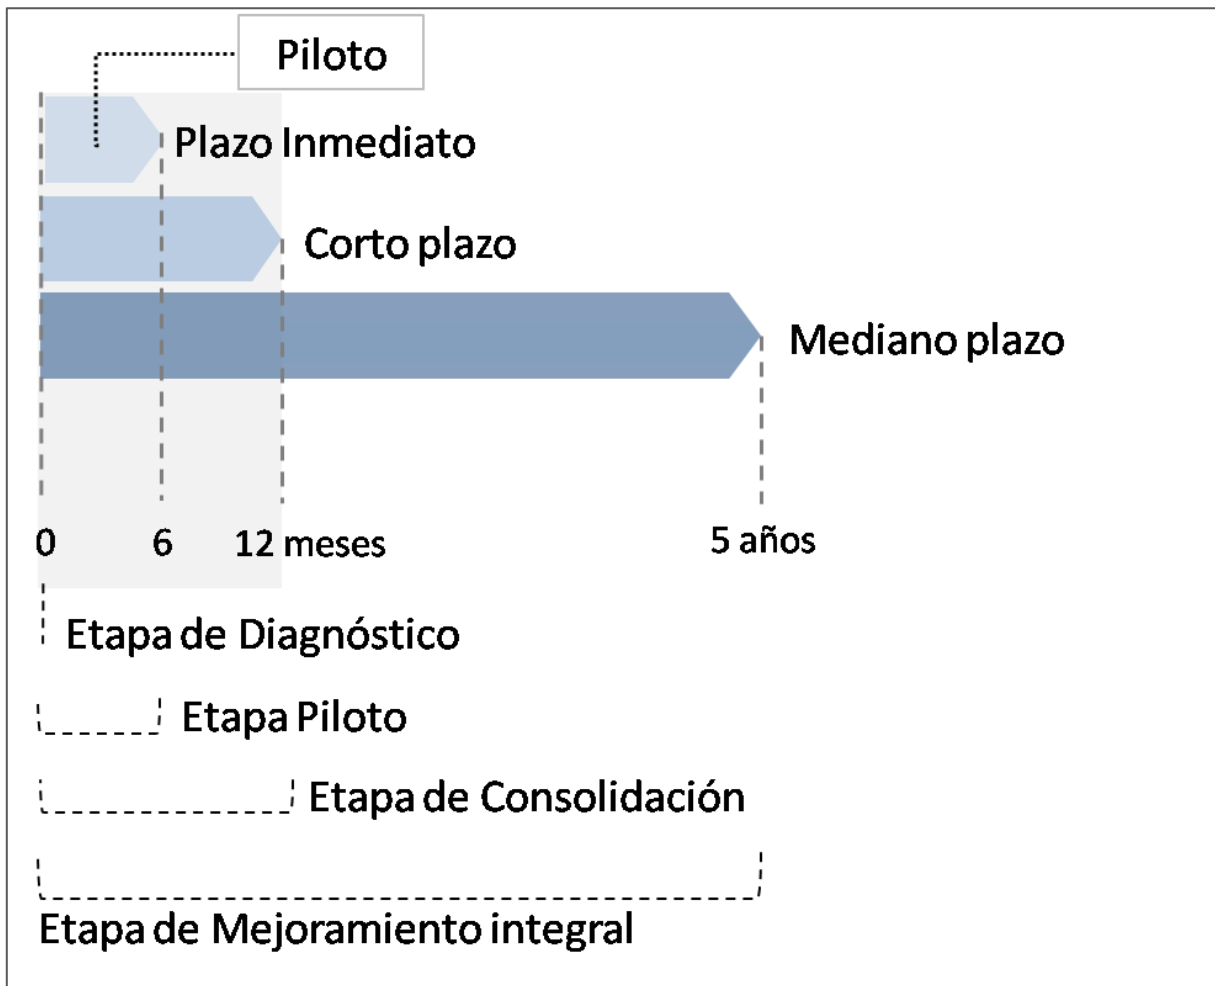 Piloto
Plazo Inmediato
Corto plazo
Mediano plazo
0 6 12 meses 5 años
Etapa de Diagnóstico
Etapa Piloto
Etapa de Consolidación
Etapa de Mejoramiento integral